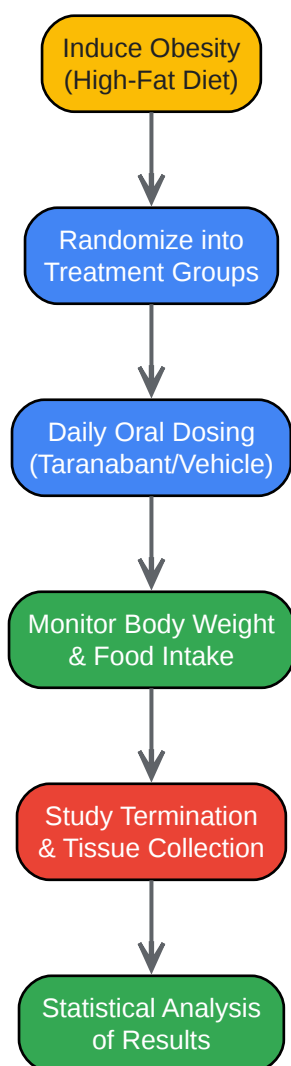 Induce Obesity
(High-Fat Diet)
Randomize into
Treatment Groups
Daily Oral Dosing
(Taranabant/Vehicle)
Monitor Body Weight
& Food Intake
Study Termination
& Tissue Collection
Statistical Analysis
of Results